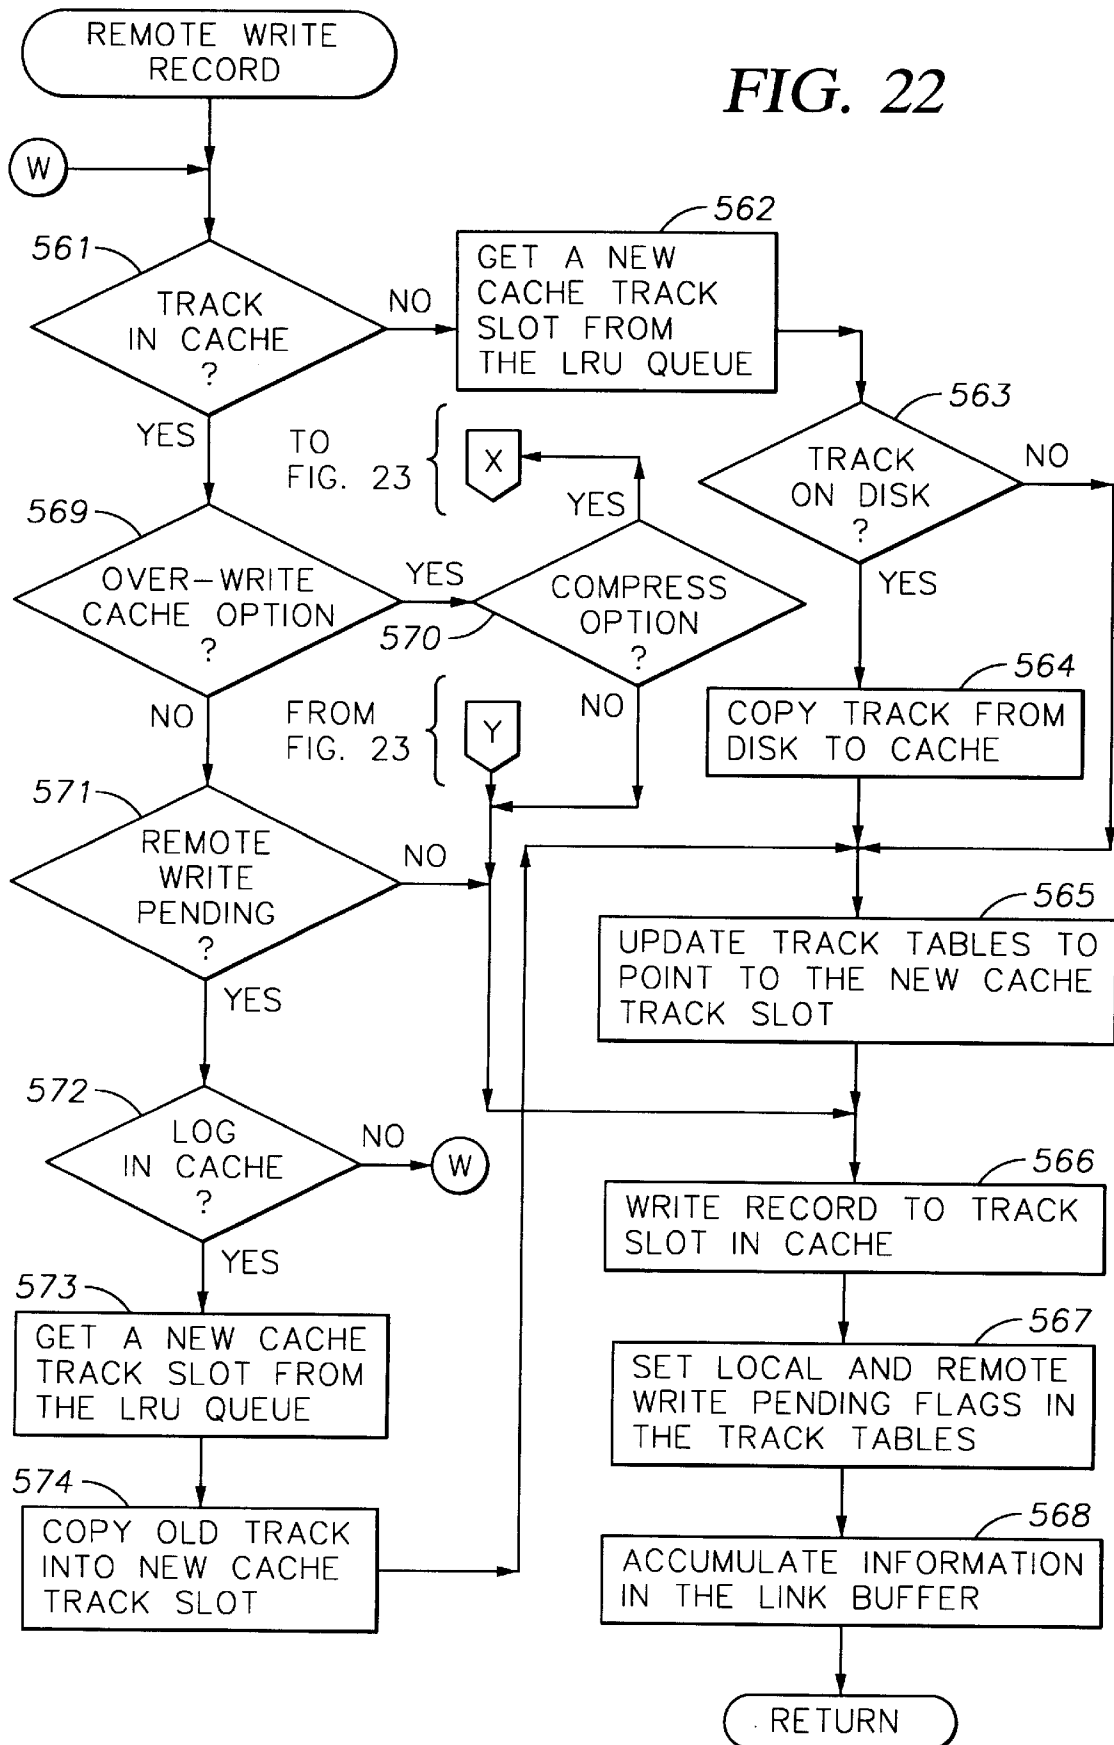 REMOTE WRITE
RECORD
FIG. 22
W
561
TRACK
IN CACHE
?
NO
YES
562
GET A NEW
CACHE TRACK
SLOT FROM
THE LRU QUEUE
563
TRACK
ON DISK
?
NO
YES
TO
FIG. 23
X
YES
569
OVER-WRITE
CACHE OPTION
?
YES
NO
570
COMPRESS
OPTION
?
NO
564
COPY TRACK FROM
DISK TO CACHE
FROM
FIG. 23
Y
571
REMOTE
WRITE
PENDING
?
NO
YES
565
UPDATE TRACK TABLES TO
POINT TO THE NEW CACHE
TRACK SLOT
572
LOG
IN CACHE
?
NO
W
YES
566
WRITE RECORD TO TRACK
SLOT IN CACHE
573
GET A NEW CACHE
TRACK SLOT FROM
THE LRU QUEUE
567
SET LOCAL AND REMOTE
WRITE PENDING FLAGS IN
THE TRACK TABLES
574
COPY OLD TRACK
INTO NEW CACHE
TRACK SLOT
568
ACCUMULATE INFORMATION
IN THE LINK BUFFER
RETURN